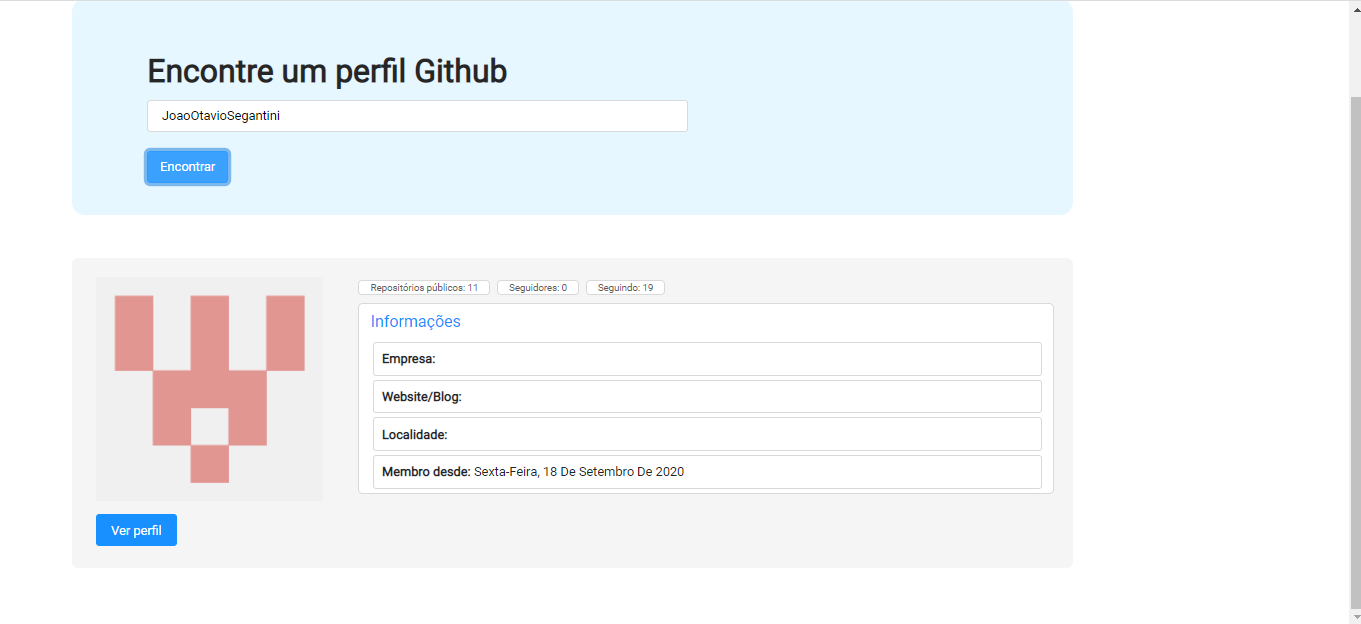 Encontre um perfil Github
JoaoOtavioSegantini
Encontrar
Repositórios públicos: 11
Seguidores: 0
Seguindo: 19
Informações
Empresa:
Website/Blog:
Localidade:
Membro desde: Sexta-Feira, 18 De Setembro De 2020
Ver perfil